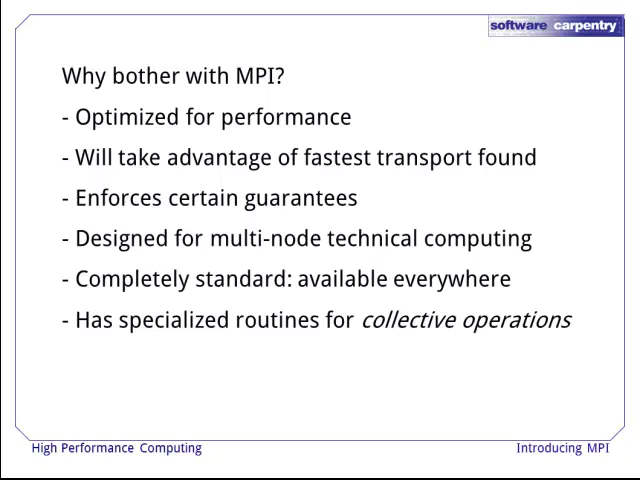 software carpentry
Why bother with MPI?
- Optimized for performance
- Will take advantage of fastest transport found
- Enforces certain guarantees
- Designed for multi-node technical computing
- Completely standard: available everywhere
- Has specialized routines for collective operations
High Performance Computing
Introducing MPI